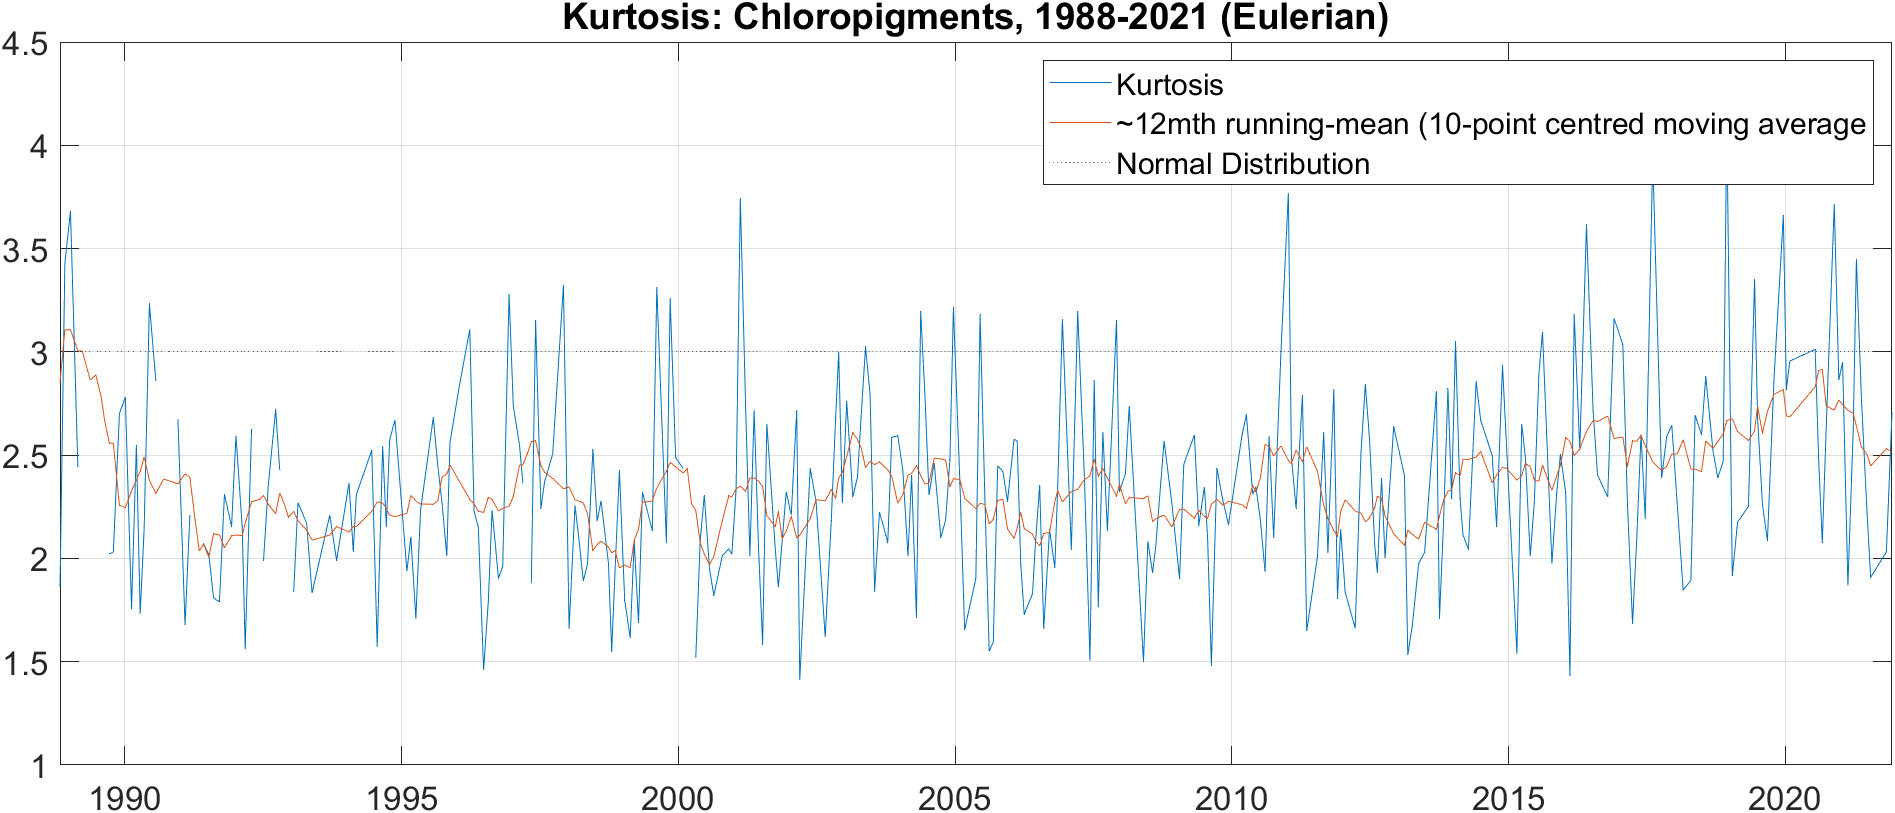 Kurtosis: Chloropigments, 1988-2021 (Eulerian)
4.5
4
3.5
3
2.5
2
1.5
1
Kurtosis
~12mth running-mean (10-point centred moving average
Normal Distribution
1990 1995 2000 2005 2010 2015 2020